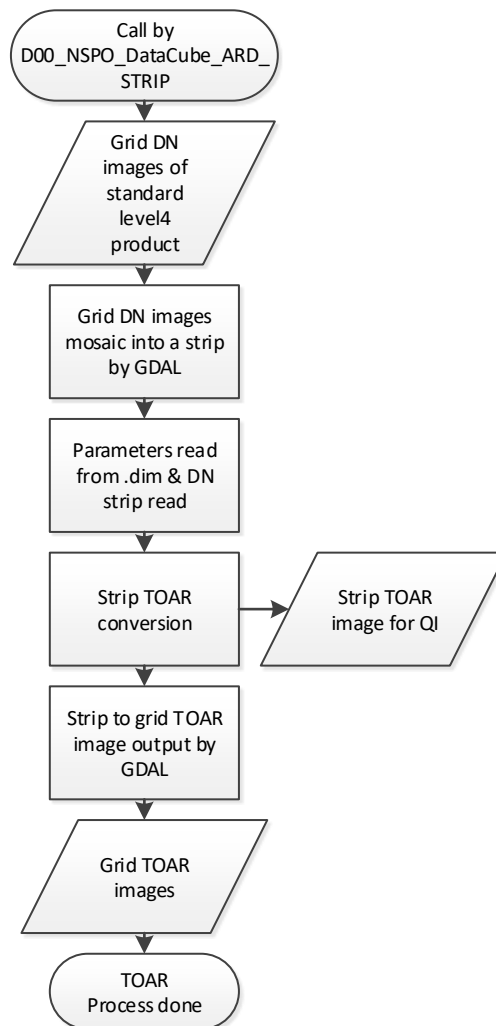 Call by
D00_NSPO_DataCube_ARD_
STRIP
Grid DN
images of
standard
level4
product
Grid DN images
mosaic into a strip
by GDAL
Parameters read
from .dim & DN
strip read
Strip TOAR
conversion
Strip TOAR
image for QI
Strip to grid TOAR
image output by
GDAL
Grid TOAR
images
TOAR
Process done